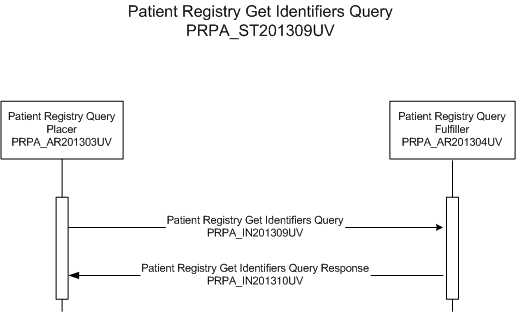 Patient Registry Get Identifiers Query
PRPA_ST201309UV
Patient Registry Query
Placer
PRPA_AR201303UV
Patient Registry Query
Fulfiller
PRPA_AR201304UV
Patient Registry Get Identifiers Query
PRPA_IN201309UV
Patient Registry Get Identifiers Query Response
PRPA_IN201310UV